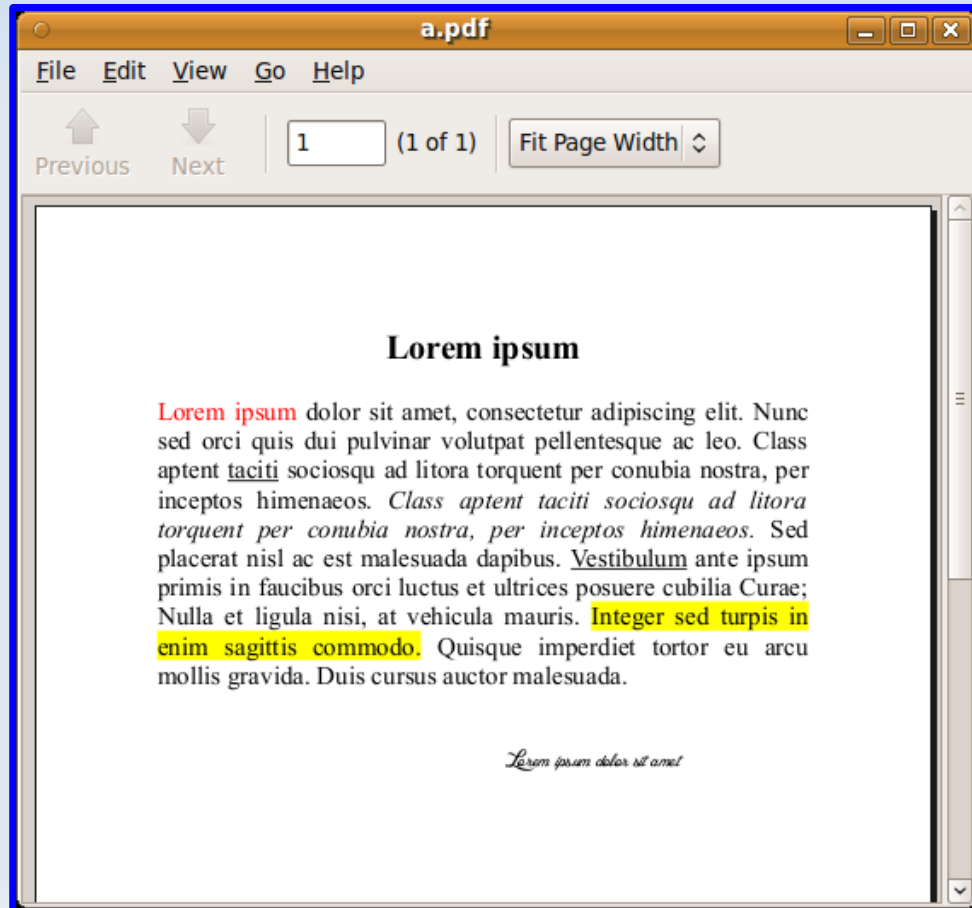 a.pdf
File Edit View Go Help
Previous Next 1 (1 of 1) Fit Page Width
Lorem ipsum
Lorem ipsum dolor sit amet, consectetur adipiscing elit. Nunc
sed orci quis dui pulvinar volutpat pellentesque ac leo. Class
aptent taciti sociosqu ad litora torquent per conubia nostra, per
inceptos himenaeos. Class aptent taciti sociosqu ad litora
torquent per conubia nostra, per inceptos himenaeos. Sed
placerat nisl ac est malesuada dapibus. Vestibulum ante ipsum
primis in faucibus orci luctus et ultrices posuere cubilia Curae;
Nulla et ligula nisi, at vehicula mauris. Integer sed turpis in
enim sagittis commodo. Quisque imperdiet tortor eu arcu
mollis gravida. Duis cursus auctor malesuada.
Lorem ipsum dolor sit amet